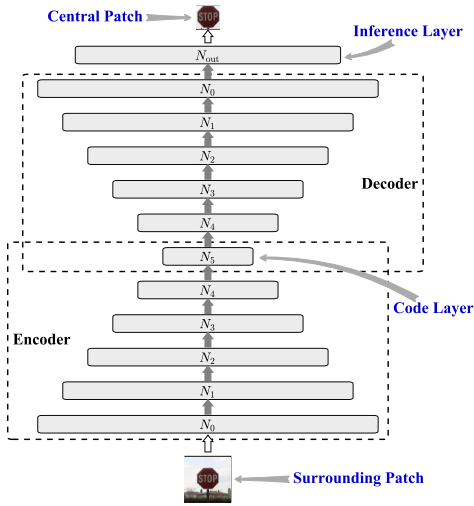 Central Patch
STOP
Inference Layer
N_out
N_0
N_1
N_2
N_3
Decoder
N_4
N_5
N_4
Code Layer
N_3
Encoder
N_2
N_1
N_0
STOP
Surrounding Patch